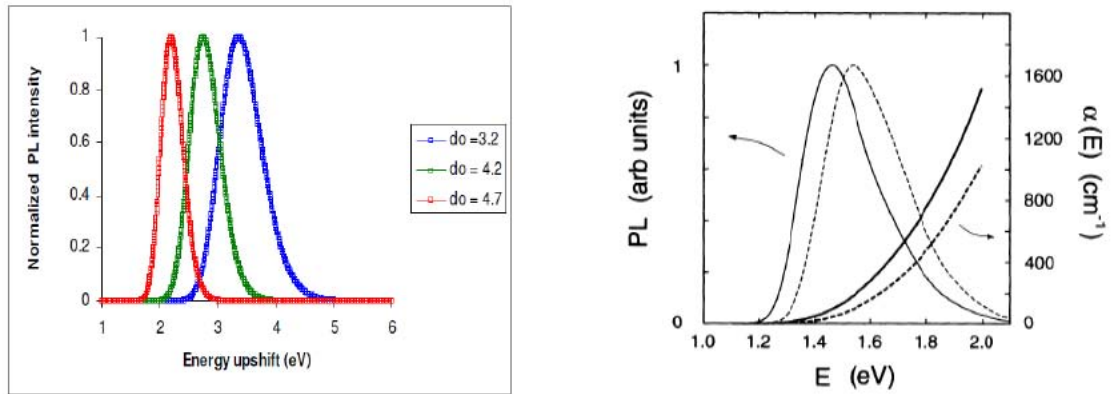 Normalized PL intensity
1
0.8
0.6
0.4
0.2
0
1 2 3 4 5 6
Energy upshift (eV)
do =3.2
do = 4.2
do = 4.7
PL (arb units)
1
0
1.0 1.2 1.4 1.6 1.8 2.0
E (eV)
1600
1200
800
400
0
α(E) (cm⁻¹)